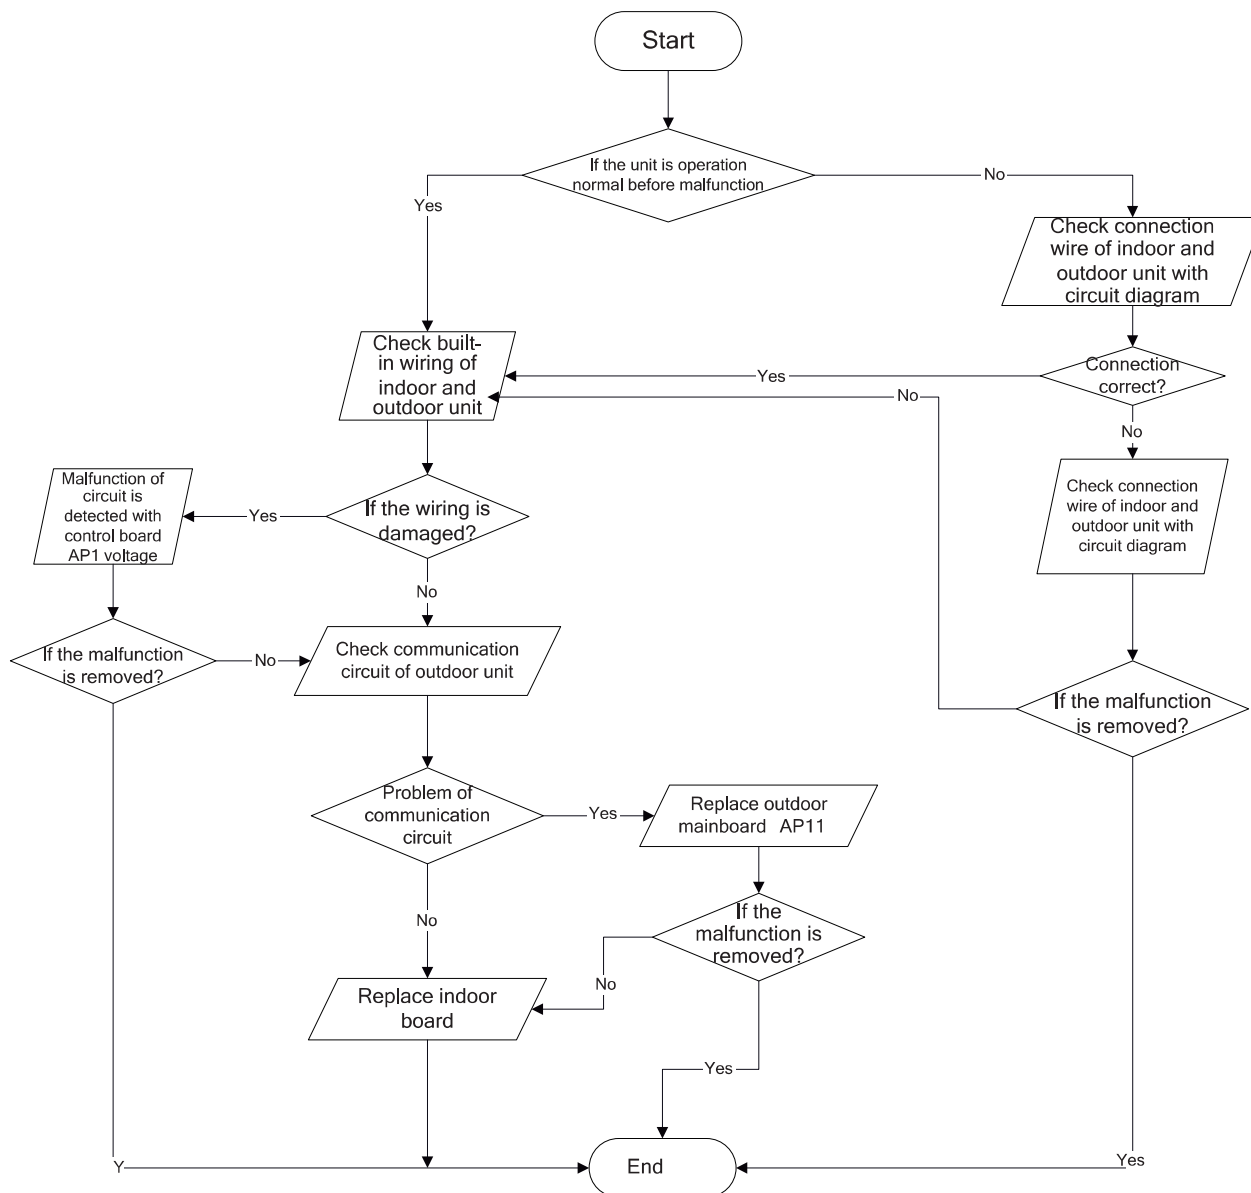 Start
If the unit is operation
normal before malfunction
Yes
No
Check connection
wire of indoor and
outdoor unit with
circuit diagram
Check built-
in wiring of
indoor and
outdoor unit
Yes
Connection
correct?
No
No
Malfunction of
circuit is
detected with
control board
AP1 voltage
Yes
If the wiring is
damaged?
Check connection
wire of indoor and
outdoor unit with
circuit diagram
No
If the malfunction
is removed?
No
Check communication
circuit of outdoor unit
If the malfunction
is removed?
Problem of
communication
circuit
Yes
Replace outdoor
mainboard AP11
No
If the
malfunction is
removed?
No
Replace indoor
board
Yes
Y
End
Yes